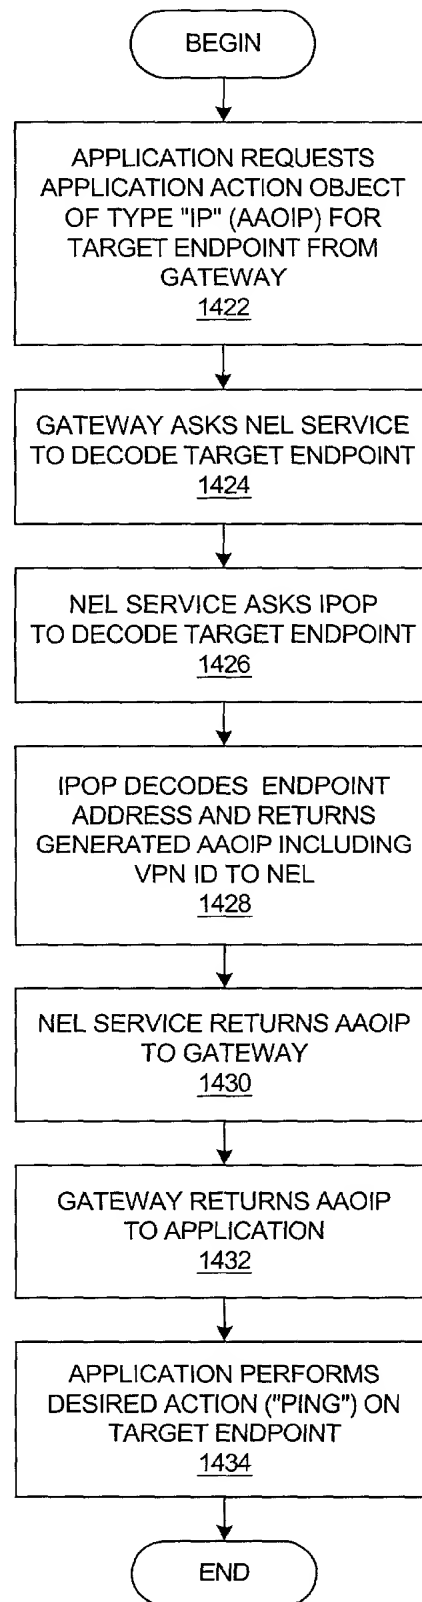 BEGIN
APPLICATION REQUESTS
APPLICATION ACTION OBJECT
OF TYPE "IP" (AAOIP) FOR
TARGET ENDPOINT FROM
GATEWAY
1422
GATEWAY ASKS NEL SERVICE
TO DECODE TARGET ENDPOINT
1424
NEL SERVICE ASKS IPOP
TO DECODE TARGET ENDPOINT
1426
IPOP DECODES ENDPOINT
ADDRESS AND RETURNS
GENERATED AAOIP INCLUDING
VPN ID TO NEL
1428
NEL SERVICE RETURNS AAOIP
TO GATEWAY
1430
GATEWAY RETURNS AAOIP
TO APPLICATION
1432
APPLICATION PERFORMS
DESIRED ACTION ("PING") ON
TARGET ENDPOINT
1434
END